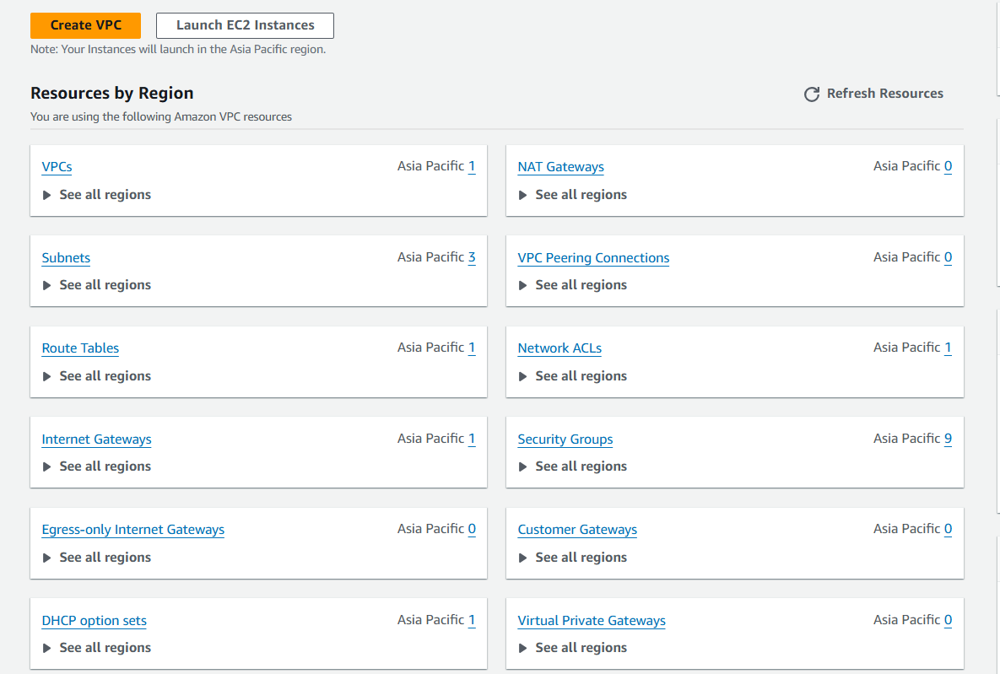 Create VPC
Launch EC2 Instances
Note: Your Instances will launch in the Asia Pacific region.
Resources by Region
Refresh Resources
You are using the following Amazon VPC resources
VPCs
Asia Pacific 1
See all regions
NAT Gateways
Asia Pacific 0
See all regions
Subnets
Asia Pacific 3
See all regions
VPC Peering Connections
Asia Pacific 0
See all regions
Route Tables
Asia Pacific 1
See all regions
Network ACLs
Asia Pacific 1
See all regions
Internet Gateways
Asia Pacific 1
See all regions
Security Groups
Asia Pacific 9
See all regions
Egress-only Internet Gateways
Asia Pacific 0
See all regions
Customer Gateways
Asia Pacific 0
See all regions
DHCP option sets
Asia Pacific 1
See all regions
Virtual Private Gateways
Asia Pacific 0
See all regions